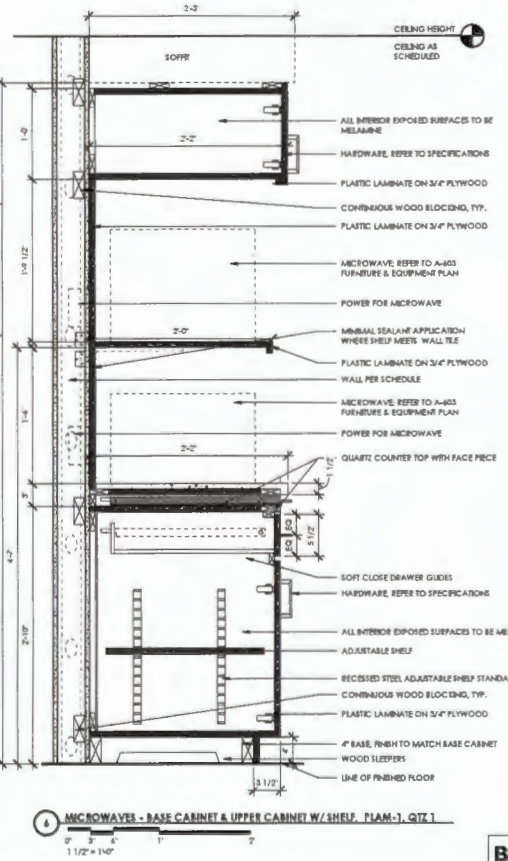 2'-3"
CEILING HEIGHT
CEILING AS
SCHEDULED
SOFFIT
ALL INTERIOR EXPOSED SURFACES TO BE
MELAMINE
1'-0"
2'-2"
HARDWARE, REFER TO SPECIFICATIONS
PLASTIC LAMINATE ON 3/4" PLYWOOD
CONTINUOUS WOOD BLOCKING, TYP.
PLASTIC LAMINATE ON 3/4" PLYWOOD
1'-9 1/2"
MICROWAVE; REFER TO A-603
FURNITURE & EQUIPMENT PLAN
POWER FOR MICROWAVE
2'-0"
MINIMAL SEALANT APPLICATION
WHERE SHELF MEETS WALL TILE
PLASTIC LAMINATE ON 3/4" PLYWOOD
WALL PER SCHEDULE
1'-6"
MICROWAVE; REFER TO A-603
FURNITURE & EQUIPMENT PLAN
POWER FOR MICROWAVE
2'-2"
QUARTZ COUNTER TOP WITH FACE PIECE
1 1/2"
3"
EQ
EQ
5 1/2"
4'-7"
SOFT CLOSE DRAWER GLIDES
HARDWARE, REFER TO SPECIFICATIONS
2'-10"
ALL INTERIOR EXPOSED SURFACES TO BE ME
ADJUSTABLE SHELF
RECESSED STEEL ADJUSTABLE SHELF STANDA
CONTINUOUS WOOD BLOCKING, TYP.
PLASTIC LAMINATE ON 3/4" PLYWOOD
4" BASE, FINISH TO MATCH BASE CABINET
4"
WOOD SLEEPERS
LINE OF FINISHED FLOOR
3 1/2"
6 MICROWAVES - BASE CABINET & UPPER CABINET W/ SHELF, PLAM-1, QTZ 1
0" 3" 6" 1' 2'
1 1/2" = 1'-0"
B